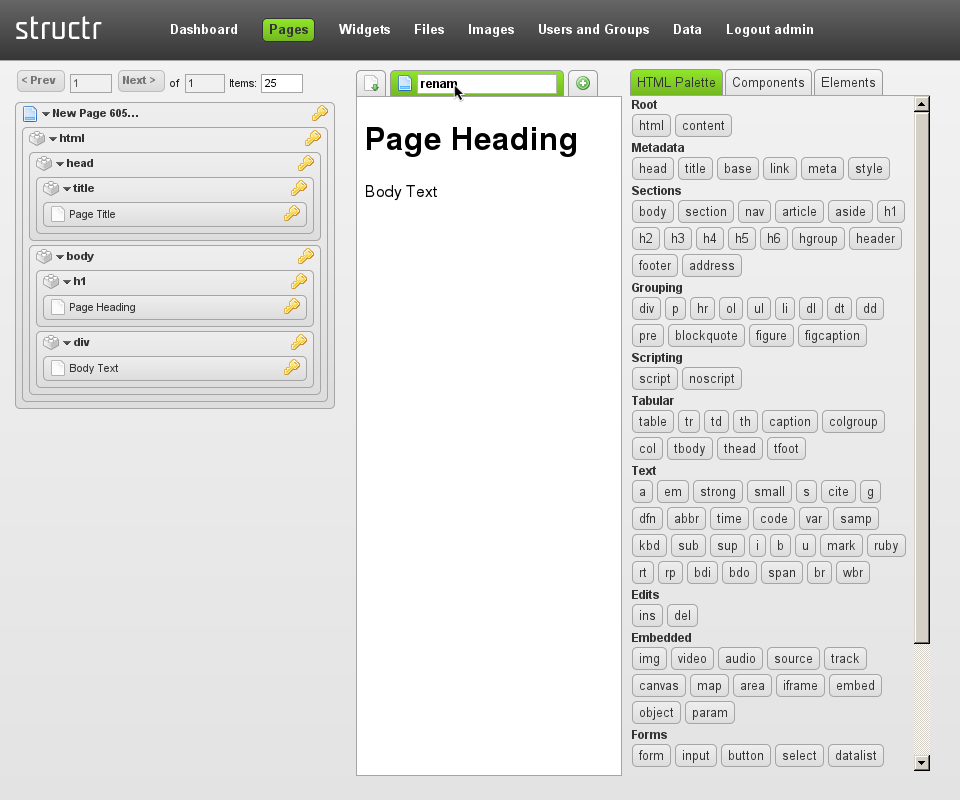 structr
Dashboard Pages Widgets Files Images Users and Groups Data Logout admin
< Prev 1 Next > of 1 Items: 25
New Page 605...
html
head
title
Page Title
body
h1
Page Heading
div
Body Text
renam
Page Heading
Body Text
HTML Palette Components Elements
Root
html content
Metadata
head title base link meta style
Sections
body section nav article aside h1
h2 h3 h4 h5 h6 hgroup header
footer address
Grouping
div p hr ol ul li dl dt dd
pre blockquote figure figcaption
Scripting
script noscript
Tabular
table tr td th caption colgroup
col tbody thead tfoot
Text
a em strong small s cite g
dfn abbr time code var samp
kbd sub sup i b u mark ruby
rt rp bdi bdo span br wbr
Edits
ins del
Embedded
img video audio source track
canvas map area iframe embed
object param
Forms
form input button select datalist